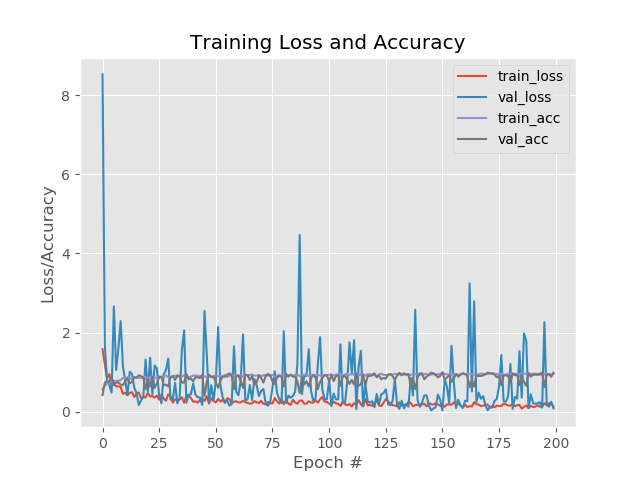 Training Loss and Accuracy
train_loss
val_loss
train_acc
val_acc
8
6
4
2
0
Loss/Accuracy
0 25 50 75 100 125 150 175 200
Epoch #